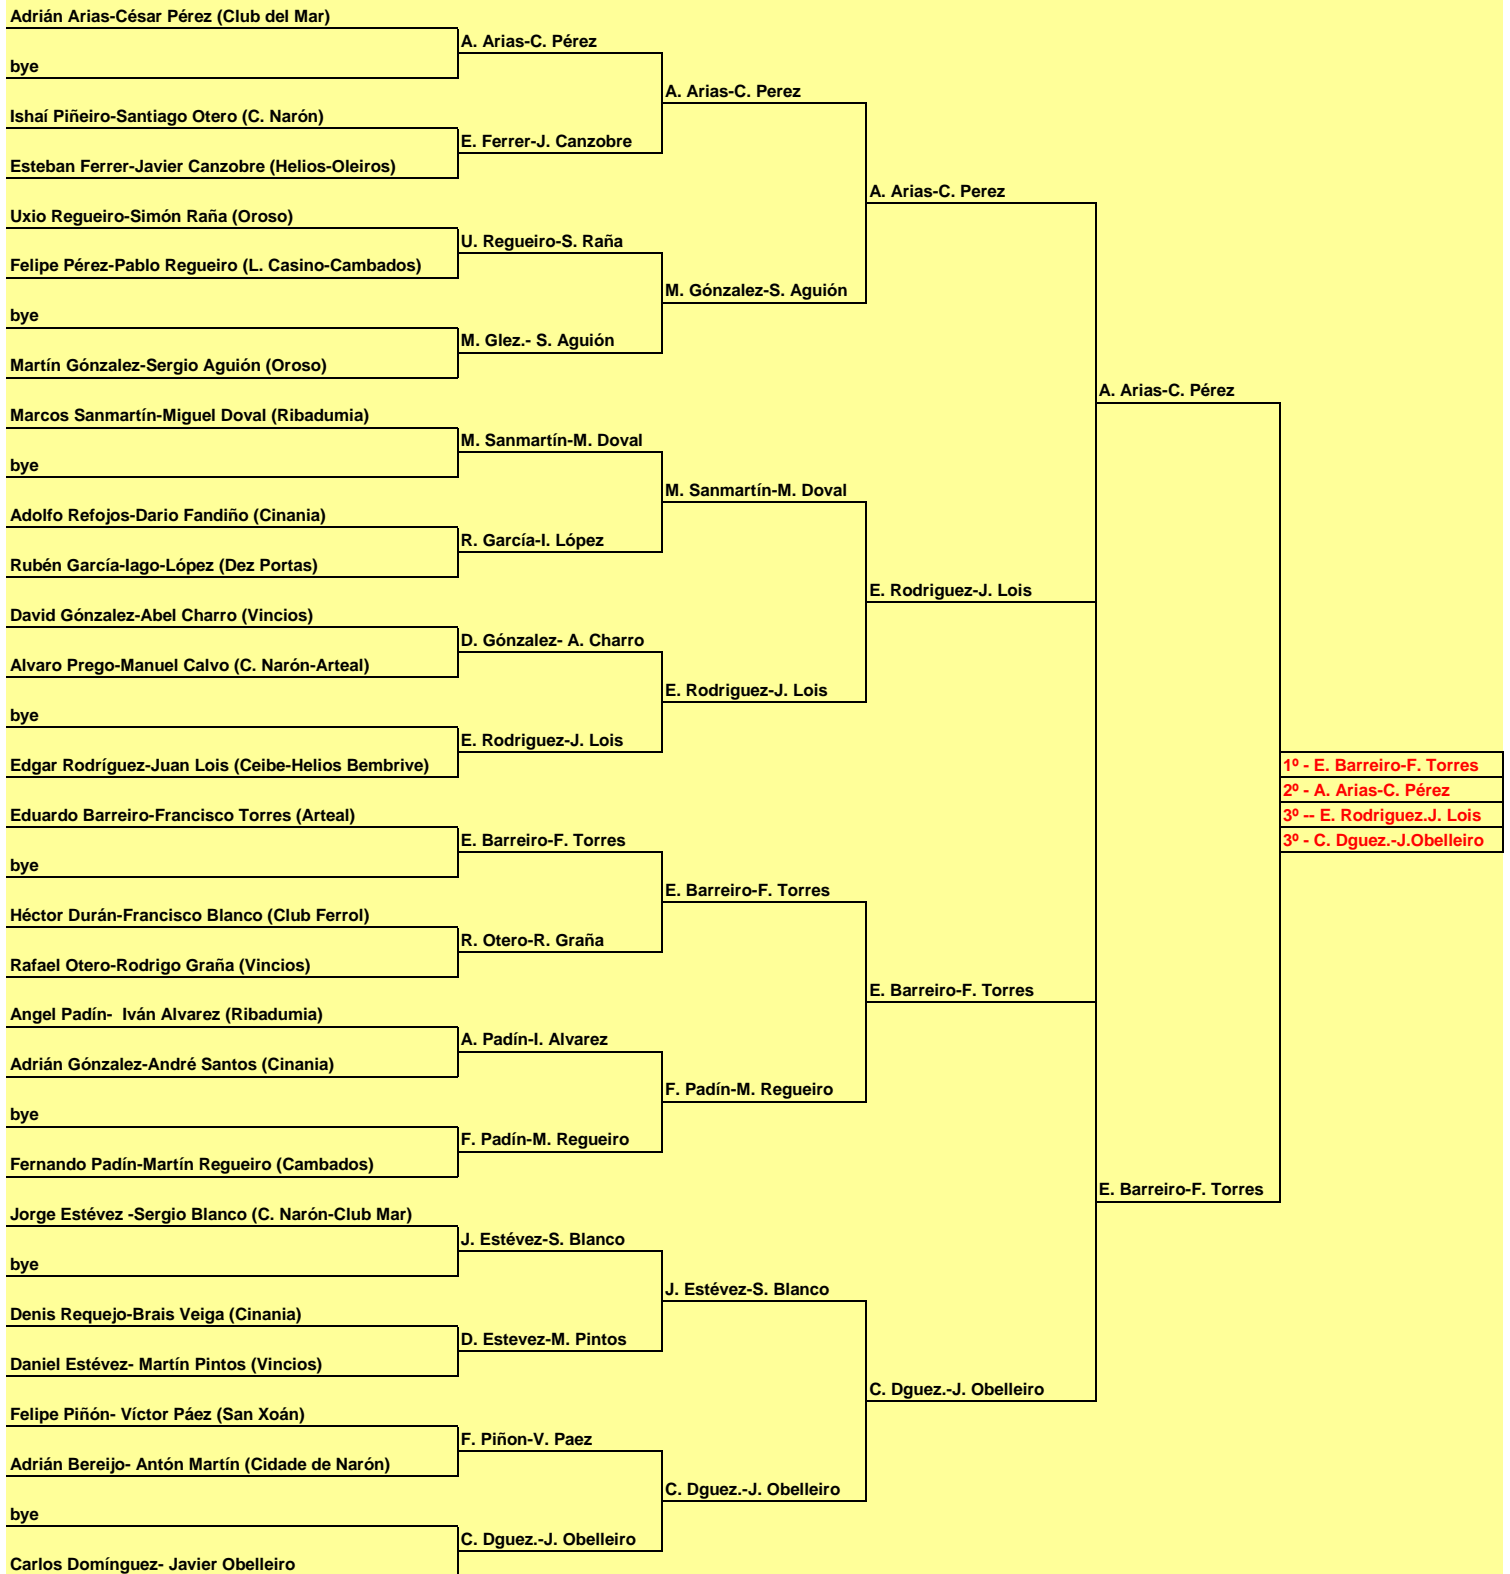 Adrián Arias-César Pérez (Club del Mar)
A. Arias-C. Pérez
bye
A. Arias-C. Perez
Ishaí Piñeiro-Santiago Otero (C. Narón)
E. Ferrer-J. Canzobre
Esteban Ferrer-Javier Canzobre (Helios-Oleiros)
A. Arias-C. Perez
Uxio Regueiro-Simón Raña (Oroso)
U. Regueiro-S. Raña
Felipe Pérez-Pablo Regueiro (L. Casino-Cambados)
M. Gónzalez-S. Aguión
bye
M. Glez.- S. Aguión
Martín Gónzalez-Sergio Aguión (Oroso)
A. Arias-C. Pérez
Marcos Sanmartín-Miguel Doval (Ribadumia)
M. Sanmartín-M. Doval
bye
M. Sanmartín-M. Doval
Adolfo Refojos-Dario Fandiño (Cinania)
R. García-I. López
Rubén García-Iago-López (Dez Portas)
E. Rodriguez-J. Lois
David Gónzalez-Abel Charro (Vincios)
D. Gónzalez- A. Charro
Alvaro Prego-Manuel Calvo (C. Narón-Arteal)
E. Rodriguez-J. Lois
bye
E. Rodriguez-J. Lois
Edgar Rodríguez-Juan Lois (Ceibe-Helios Bembrive)
1º - E. Barreiro-F. Torres
2º - A. Arias-C. Pérez
3º -- E. Rodriguez.J. Lois
3º - C. Dguez.-J.Obelleiro
Eduardo Barreiro-Francisco Torres (Arteal)
E. Barreiro-F. Torres
bye
E. Barreiro-F. Torres
Héctor Durán-Francisco Blanco (Club Ferrol)
R. Otero-R. Graña
Rafael Otero-Rodrigo Graña (Vincios)
E. Barreiro-F. Torres
Angel Padín-  Iván Alvarez (Ribadumia)
A. Padín-I. Alvarez
Adrián Gónzalez-André Santos (Cinania)
F. Padín-M. Regueiro
bye
F. Padín-M. Regueiro
Fernando Padín-Martín Regueiro (Cambados)
E. Barreiro-F. Torres
Jorge Estévez -Sergio Blanco (C. Narón-Club Mar)
J. Estévez-S. Blanco
bye
J. Estévez-S. Blanco
Denis Requejo-Brais Veiga (Cinania)
D. Estevez-M. Pintos
Daniel Estévez- Martín Pintos (Vincios)
C. Dguez.-J. Obelleiro
Felipe Piñón- Víctor Páez (San Xoán)
F. Piñon-V. Paez
Adrián Bereijo- Antón Martín (Cidade de Narón)
C. Dguez.-J. Obelleiro
bye
C. Dguez.-J. Obelleiro
Carlos Domínguez- Javier Obelleiro